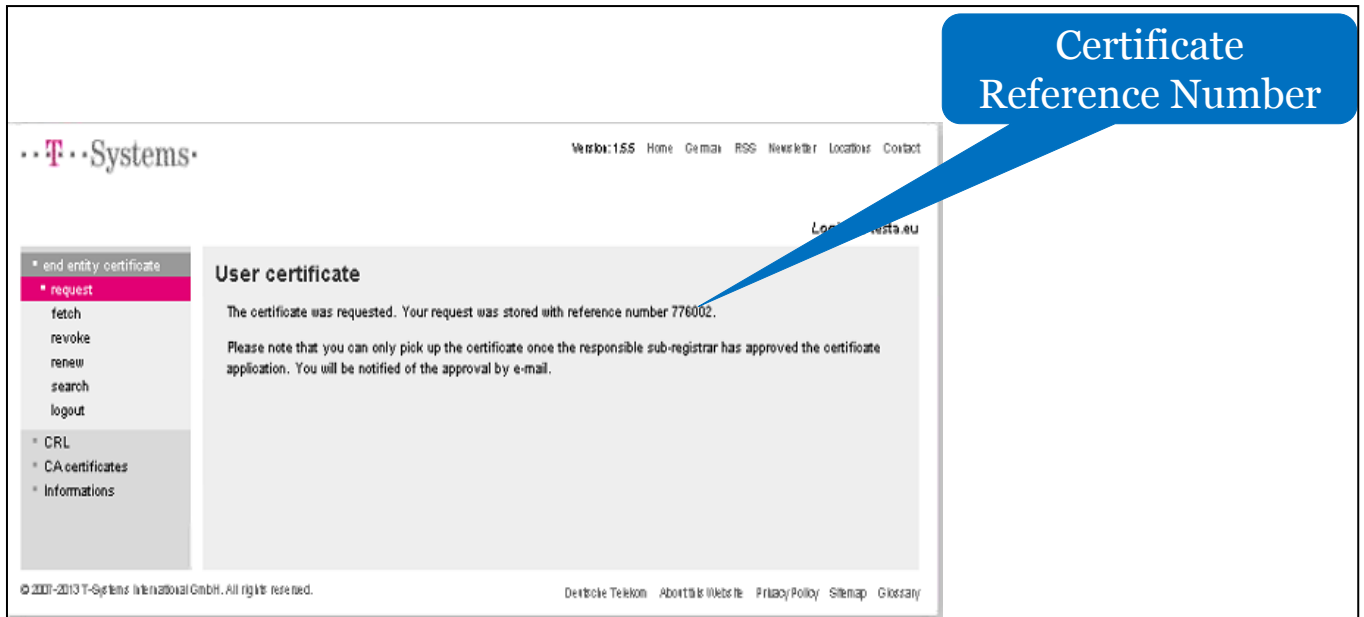 Certificate
Reference Number
··T··Systems·
Version: 1.5.5 Home German RSS Newsletter Locations Contact
end entity certificate
request
fetch
revoke
renew
search
logout
CRL
CA certificates
Informations
User certificate
The certificate was requested. Your request was stored with reference number 776002.
Please note that you can only pick up the certificate once the responsible sub-registrar has approved the certificate
application. You will be notified of the approval by e-mail.
© 2007-2013 T-Systems International GmbH. All rights reserved.
Deutsche Telekom About this Website Privacy Policy Sitemap Glossary